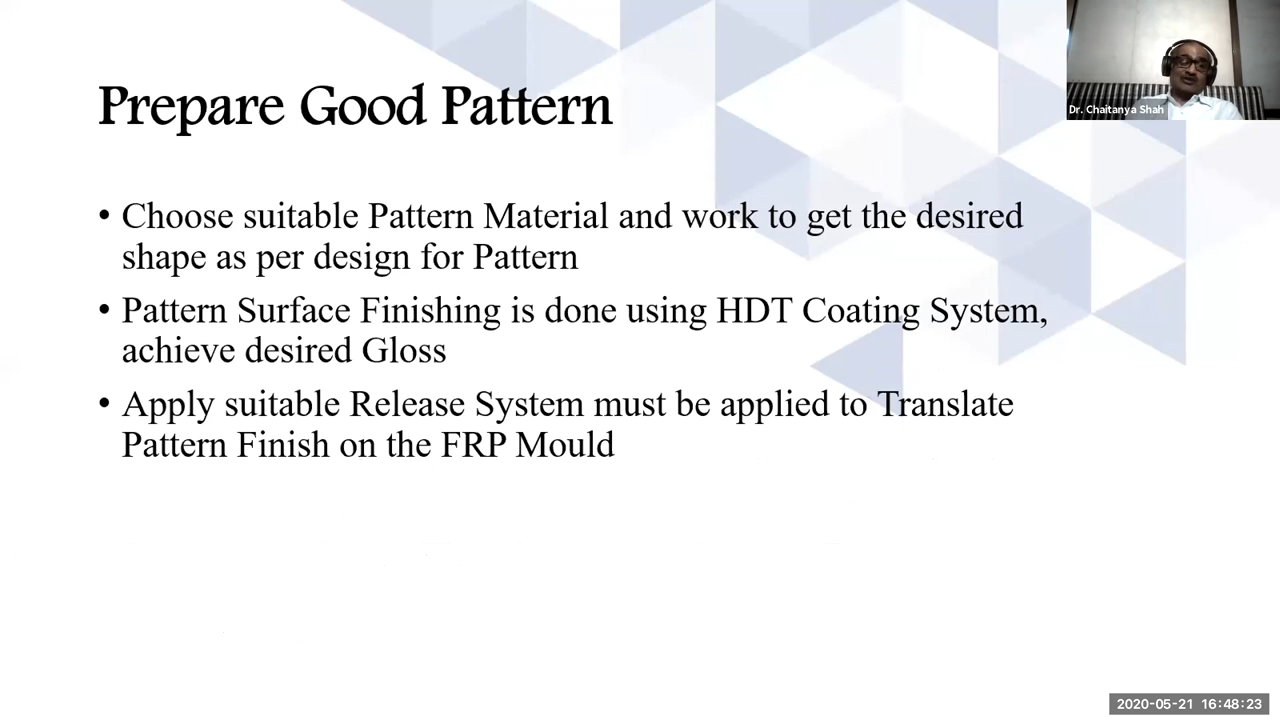 Prepare Good Pattern
Dr. Chaitanya Shah
• Choose suitable Pattern Material and work to get the desired
shape as per design for Pattern
• Pattern Surface Finishing is done using HDT Coating System,
achieve desired Gloss
• Apply suitable Release System must be applied to Translate
Pattern Finish on the FRP Mould
2020-05-21 16:48:23